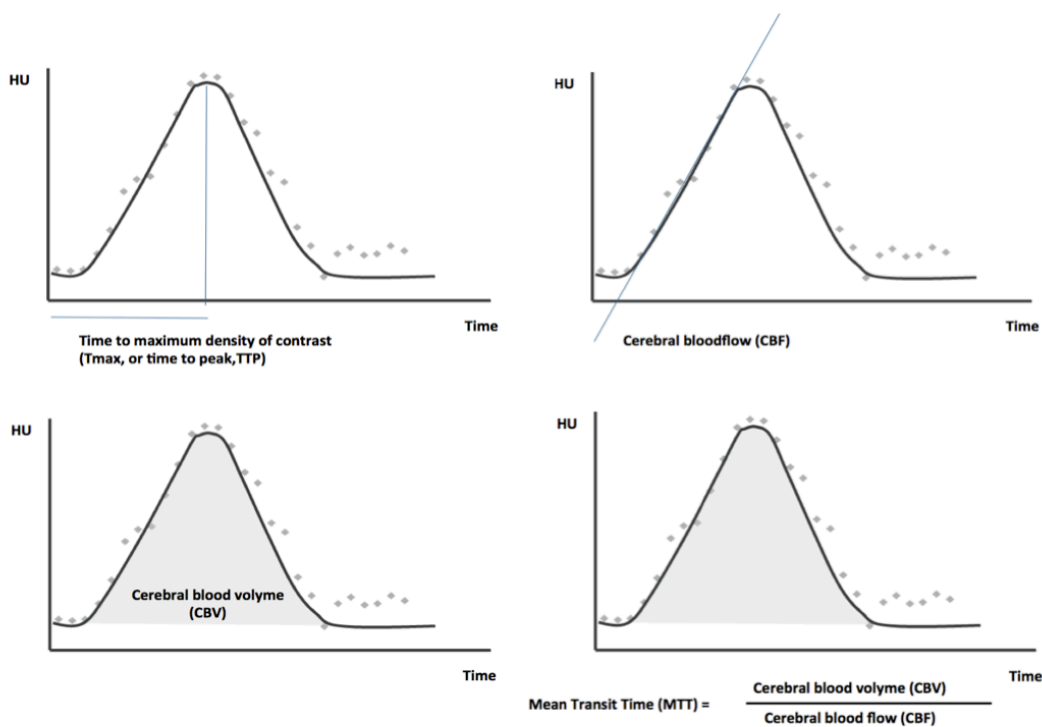 HU
Time
Time to maximum density of contrast
(Tmax, or time to peak,TTP)
HU
Time
Cerebral bloodflow (CBF)
HU
Cerebral blood volyme
(CBV)
Time
HU
Time
Mean Transit Time (MTT) =
Cerebral blood volyme (CBV)
Cerebral blood flow (CBF)